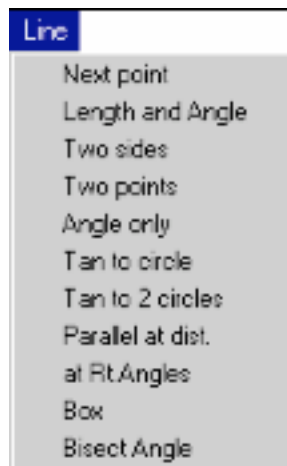 Line
Next point
Length and Angle
Two sides
Two points
Angle only
Tan to circle
Tan to 2 circles
Parallel at dist.
at Rt.Angles
Box
Bisect Angle